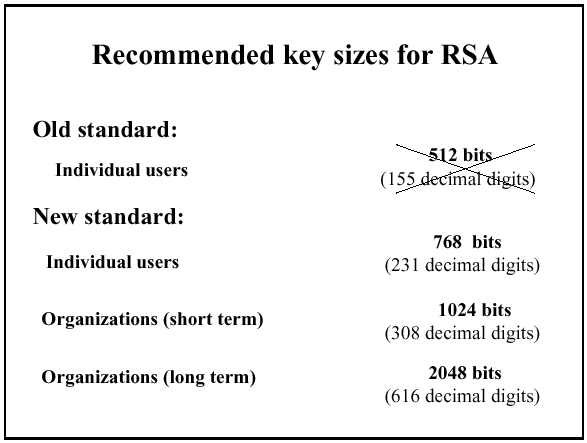 Recommended key sizes for RSA
Old standard:
Individual users
512 bits
(155 decimal digits)
New standard:
Individual users
768 bits
(231 decimal digits)
Organizations (short term)
1024 bits
(308 decimal digits)
Organizations (long term)
2048 bits
(616 decimal digits)